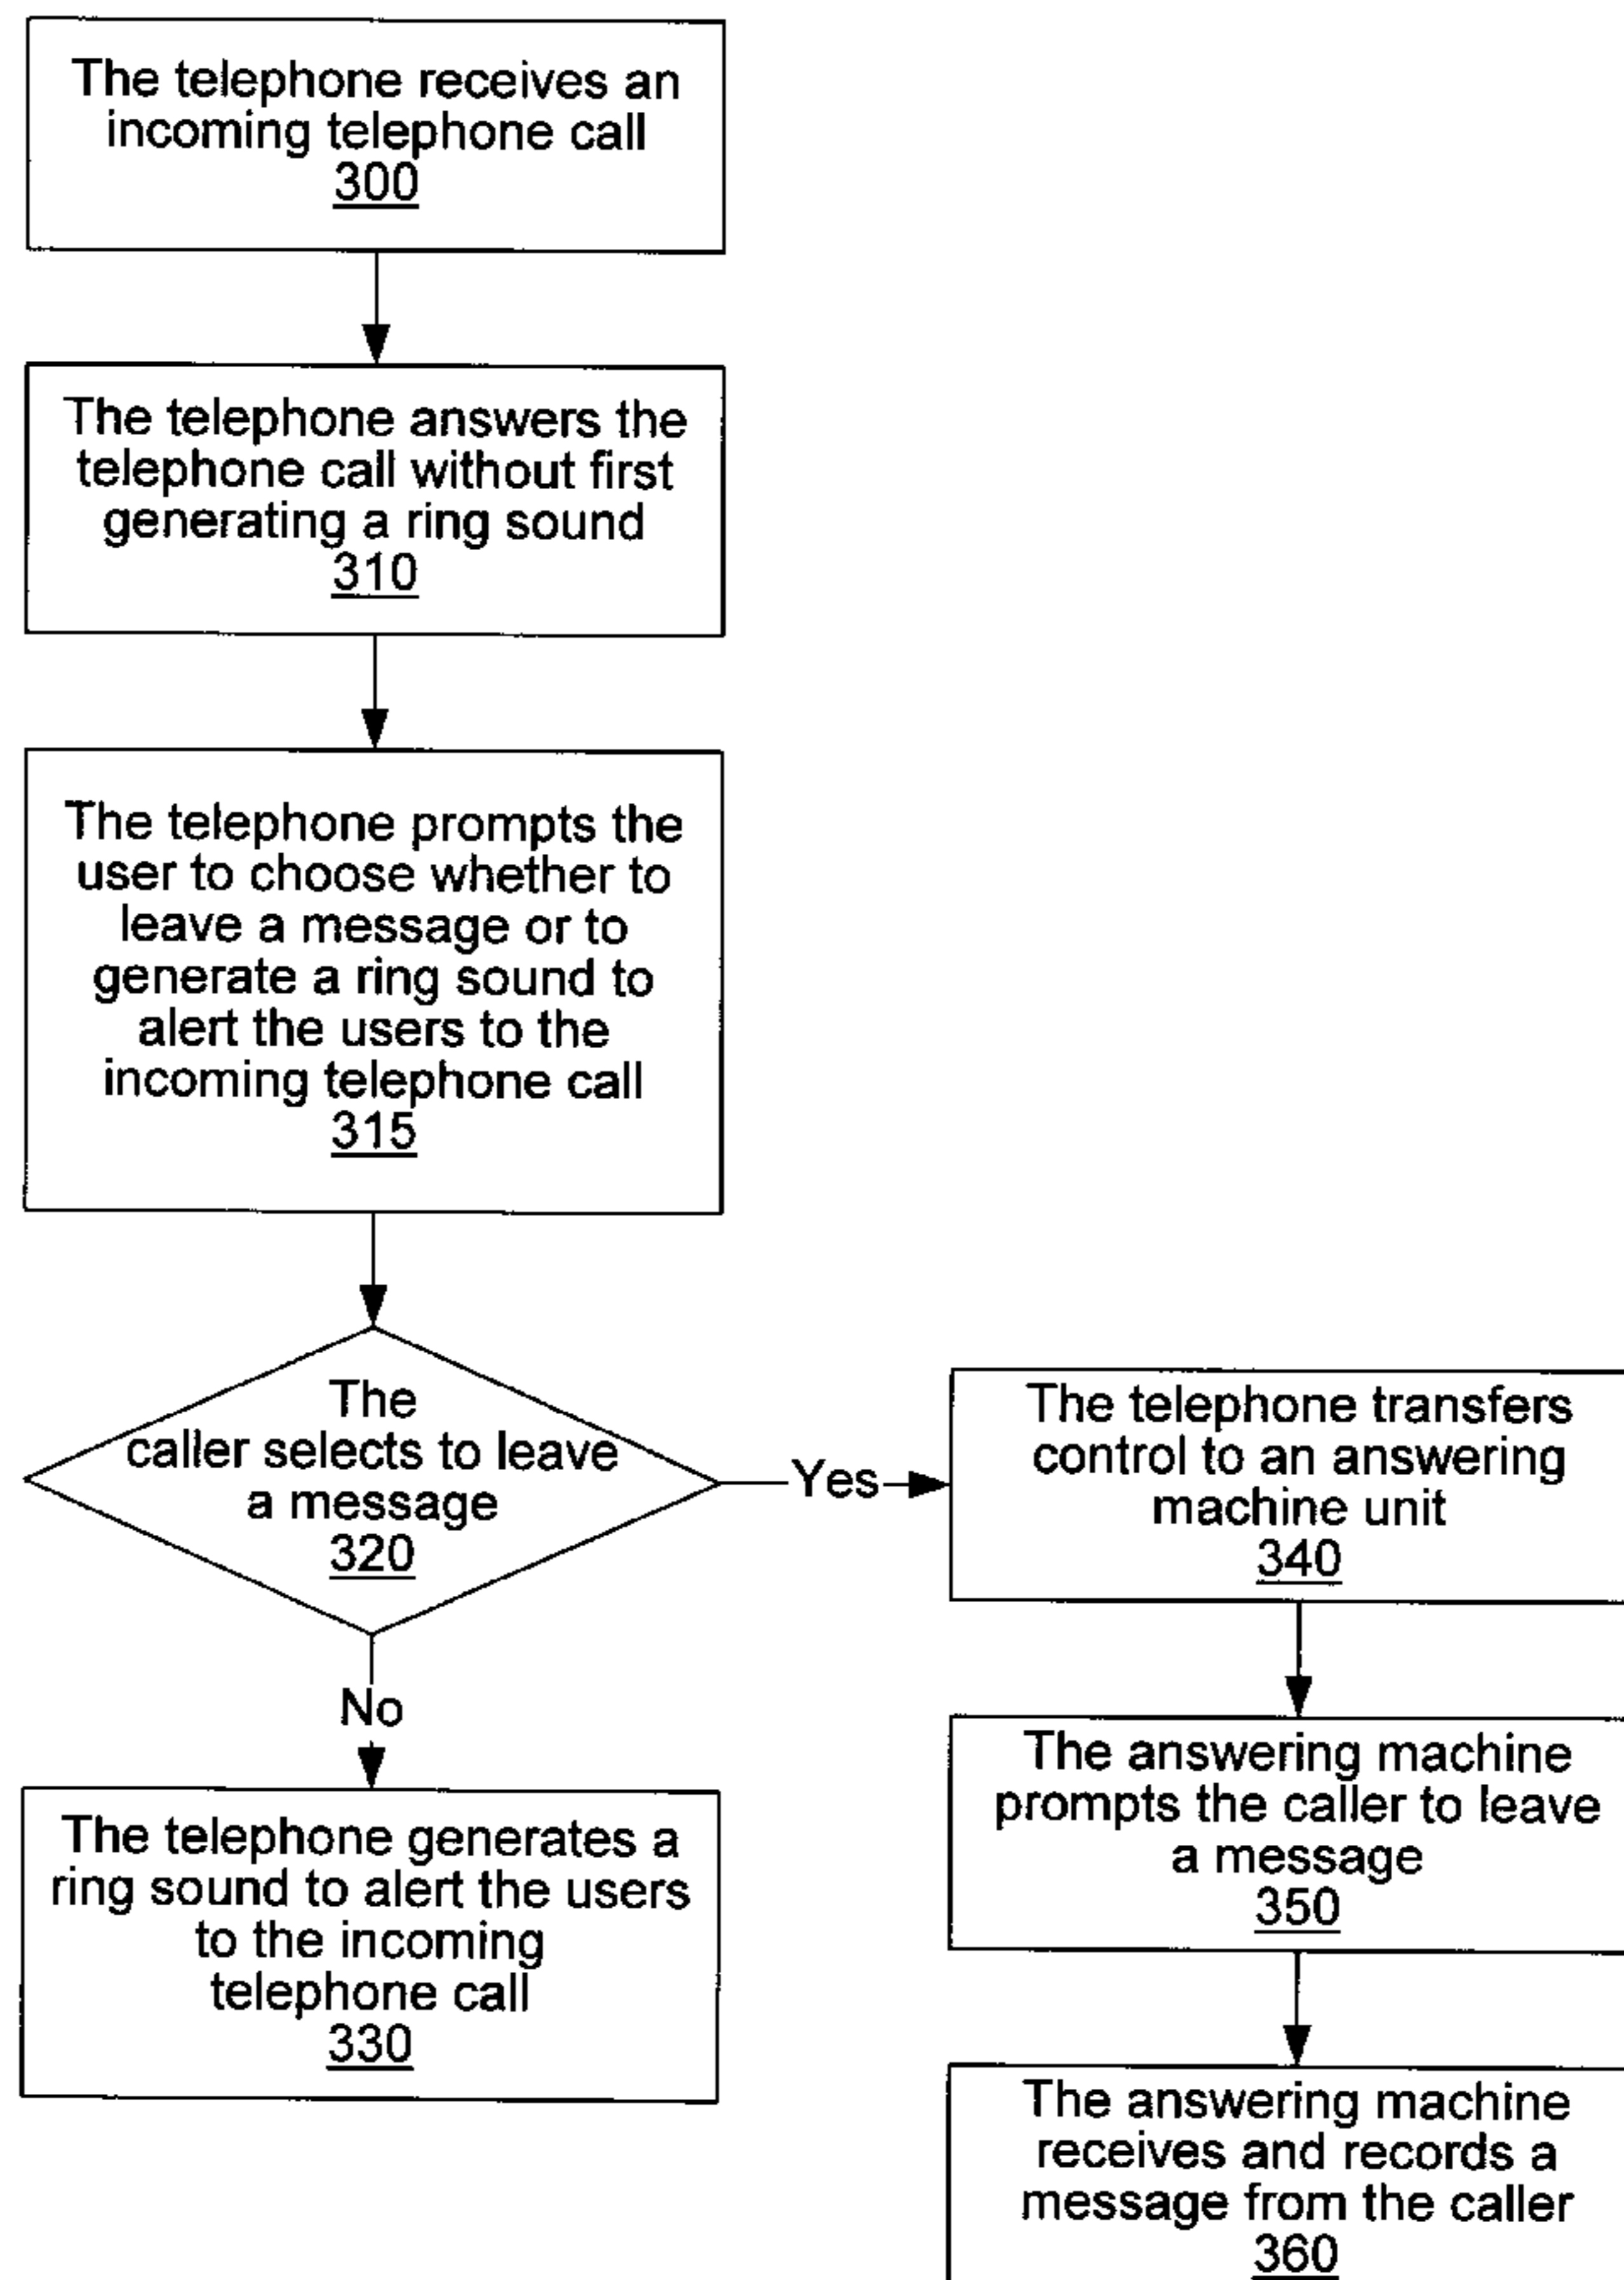 The telephone receives an
incoming telephone call
300
The telephone answers the
telephone call without first
generating a ring sound
310
The telephone prompts the
user to choose whether to
leave a message or to
generate a ring sound to
alert the users to the
incoming telephone call
315
The
caller selects to leave
a message
320
Yes
No
The telephone generates a
ring sound to alert the users
to the incoming
telephone call
330
The telephone transfers
control to an answering
machine unit
340
The answering machine
prompts the caller to leave
a message
350
The answering machine
receives and records a
message from the caller
360